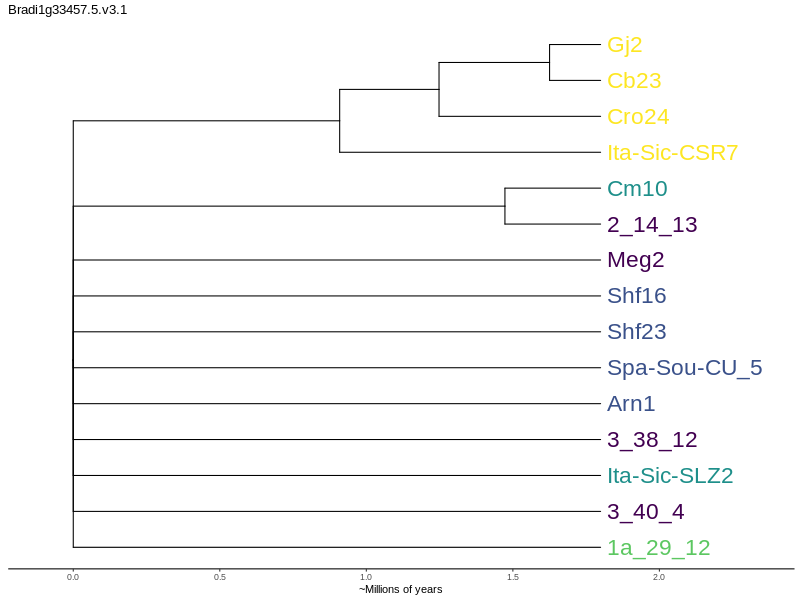 Bradi1g33457.5.v3.1
Gj2
Cb23
Cro24
Ita-Sic-CSR7
Cm10
2_14_13
Meg2
Shf16
Shf23
Spa-Sou-CU_5
Arn1
3_38_12
Ita-Sic-SLZ2
3_40_4
1a_29_12
0.0 0.5 1.0 1.5 2.0
~Millions of years